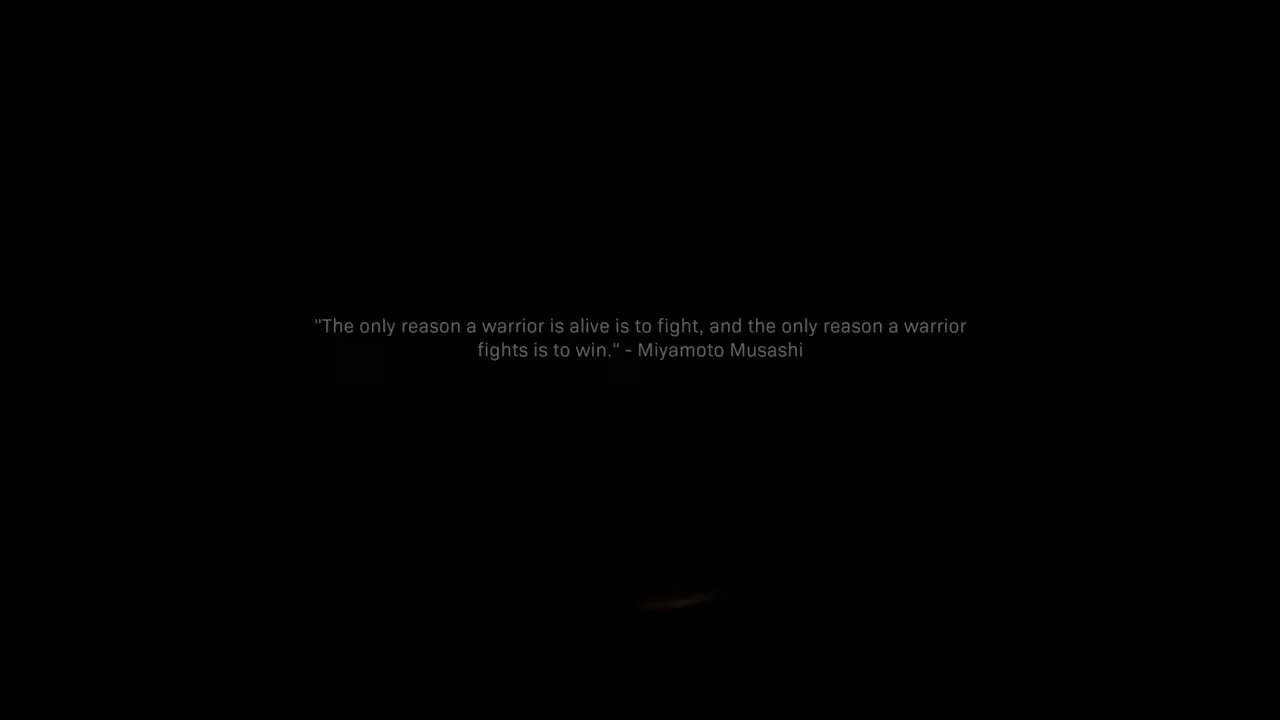 "The only reason a warrior is alive is to fight, and the only reason a warrior
fights is to win." - Miyamoto Musashi